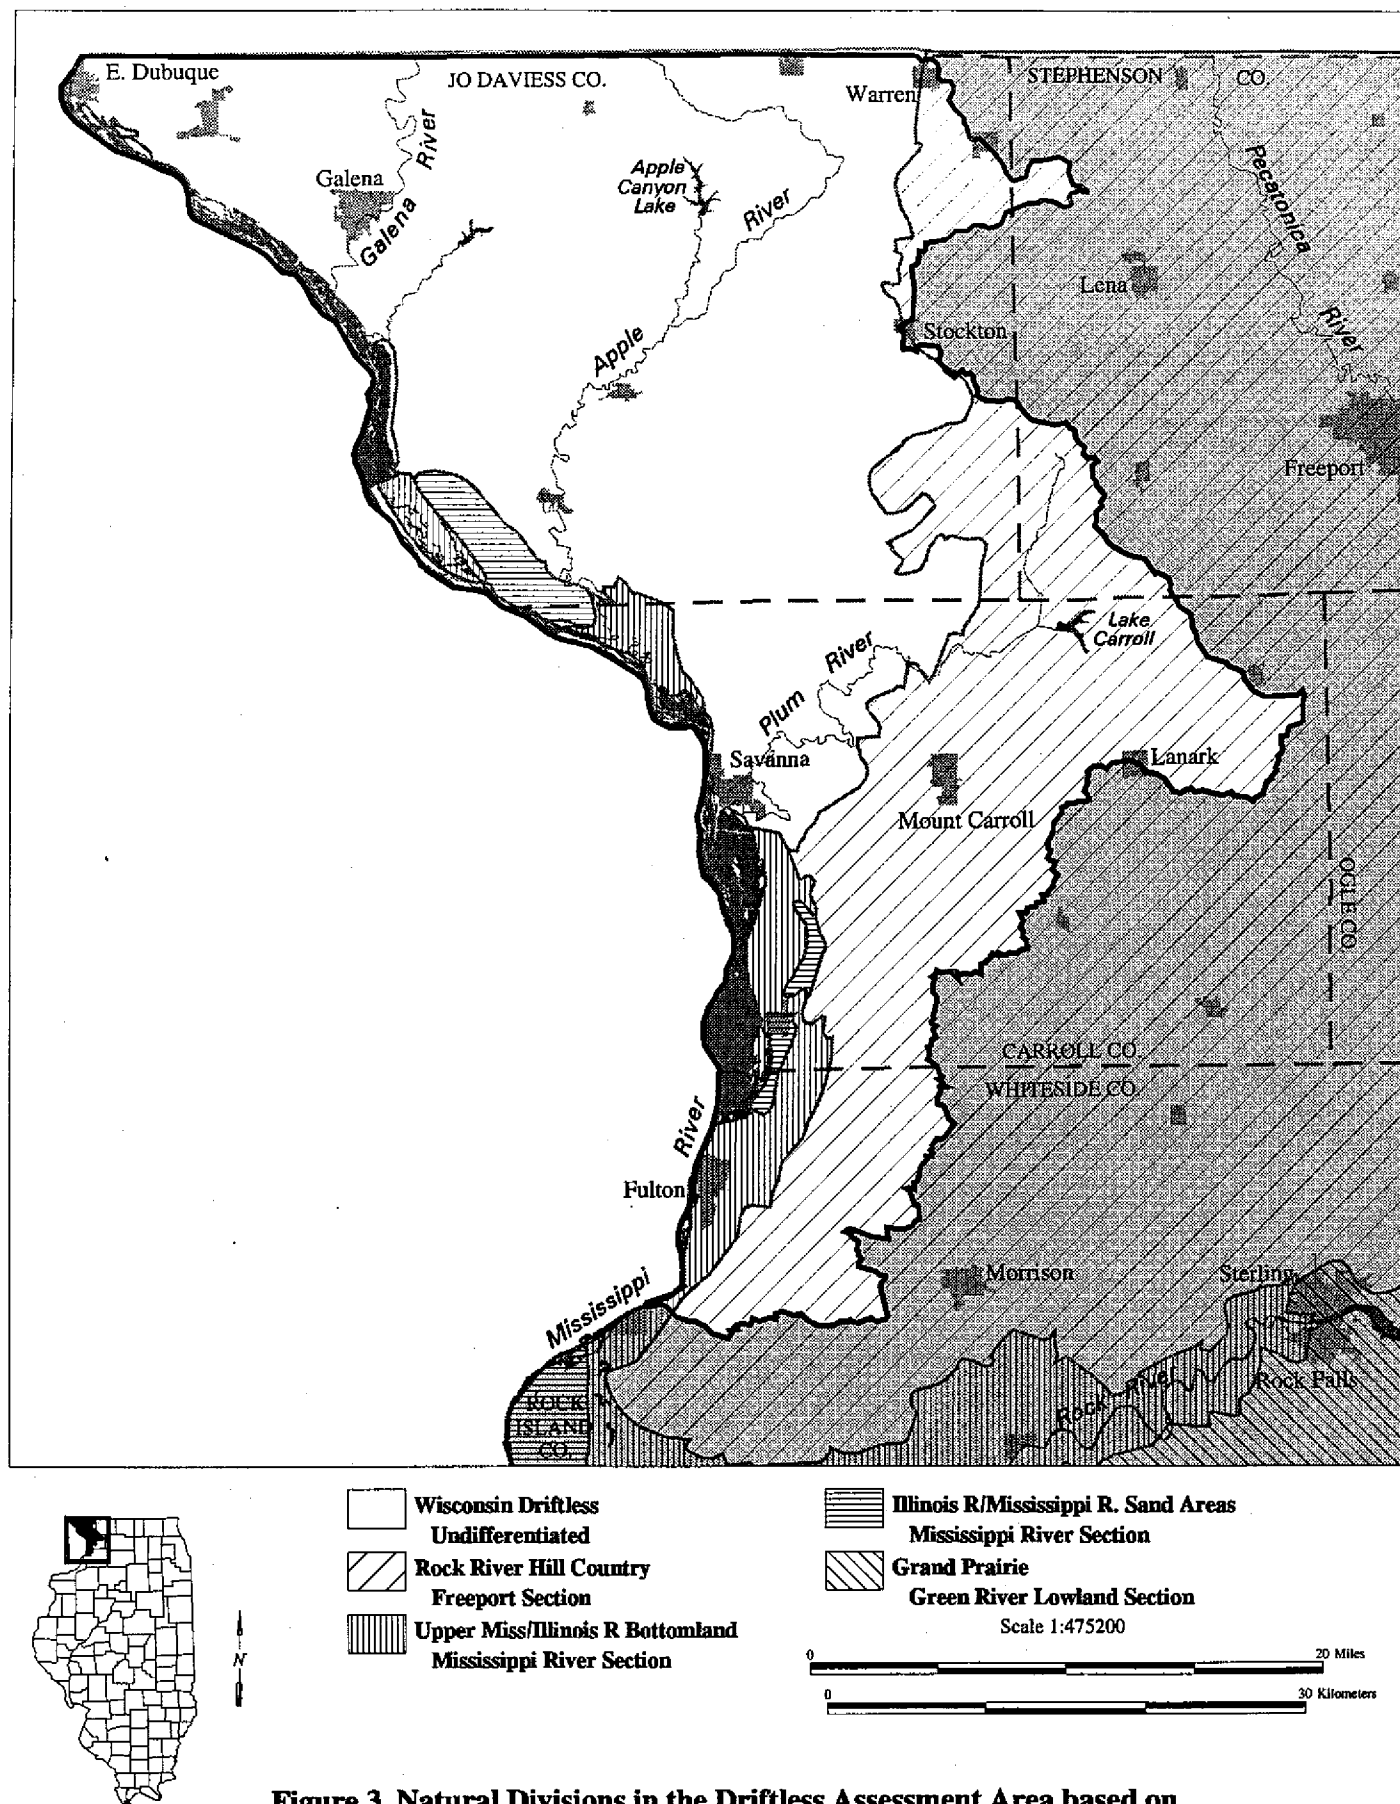 E. Dubuque
JO DAVIESS CO.
STEPHENSON CO.
Warren
Galena
River
Galena
Apple
Canyon
Lake
River
Pecatonica
River
Lena
Stockton
Apple
Freeport
Lake
Carroll
River
Plum
Savanna
Lanark
Mount Carroll
OGLE CO.
CARROLL CO.
WHITESIDE CO.
River
Fulton
Mississippi
Morrison
Sterling
Rock River
Rock Falls
ROCK
ISLAND
CO.
Wisconsin Driftless
Undifferentiated
Rock River Hill Country
Freeport Section
Upper Miss/Illinois R Bottomland
Mississippi River Section
Illinois R/Mississippi R. Sand Areas
Mississippi River Section
Grand Prairie
Green River Lowland Section
Scale 1:475200
0 20 Miles
0 30 Kilometers
N
Figure 3. Natural Divisions in the Driftless Assessment Area based on